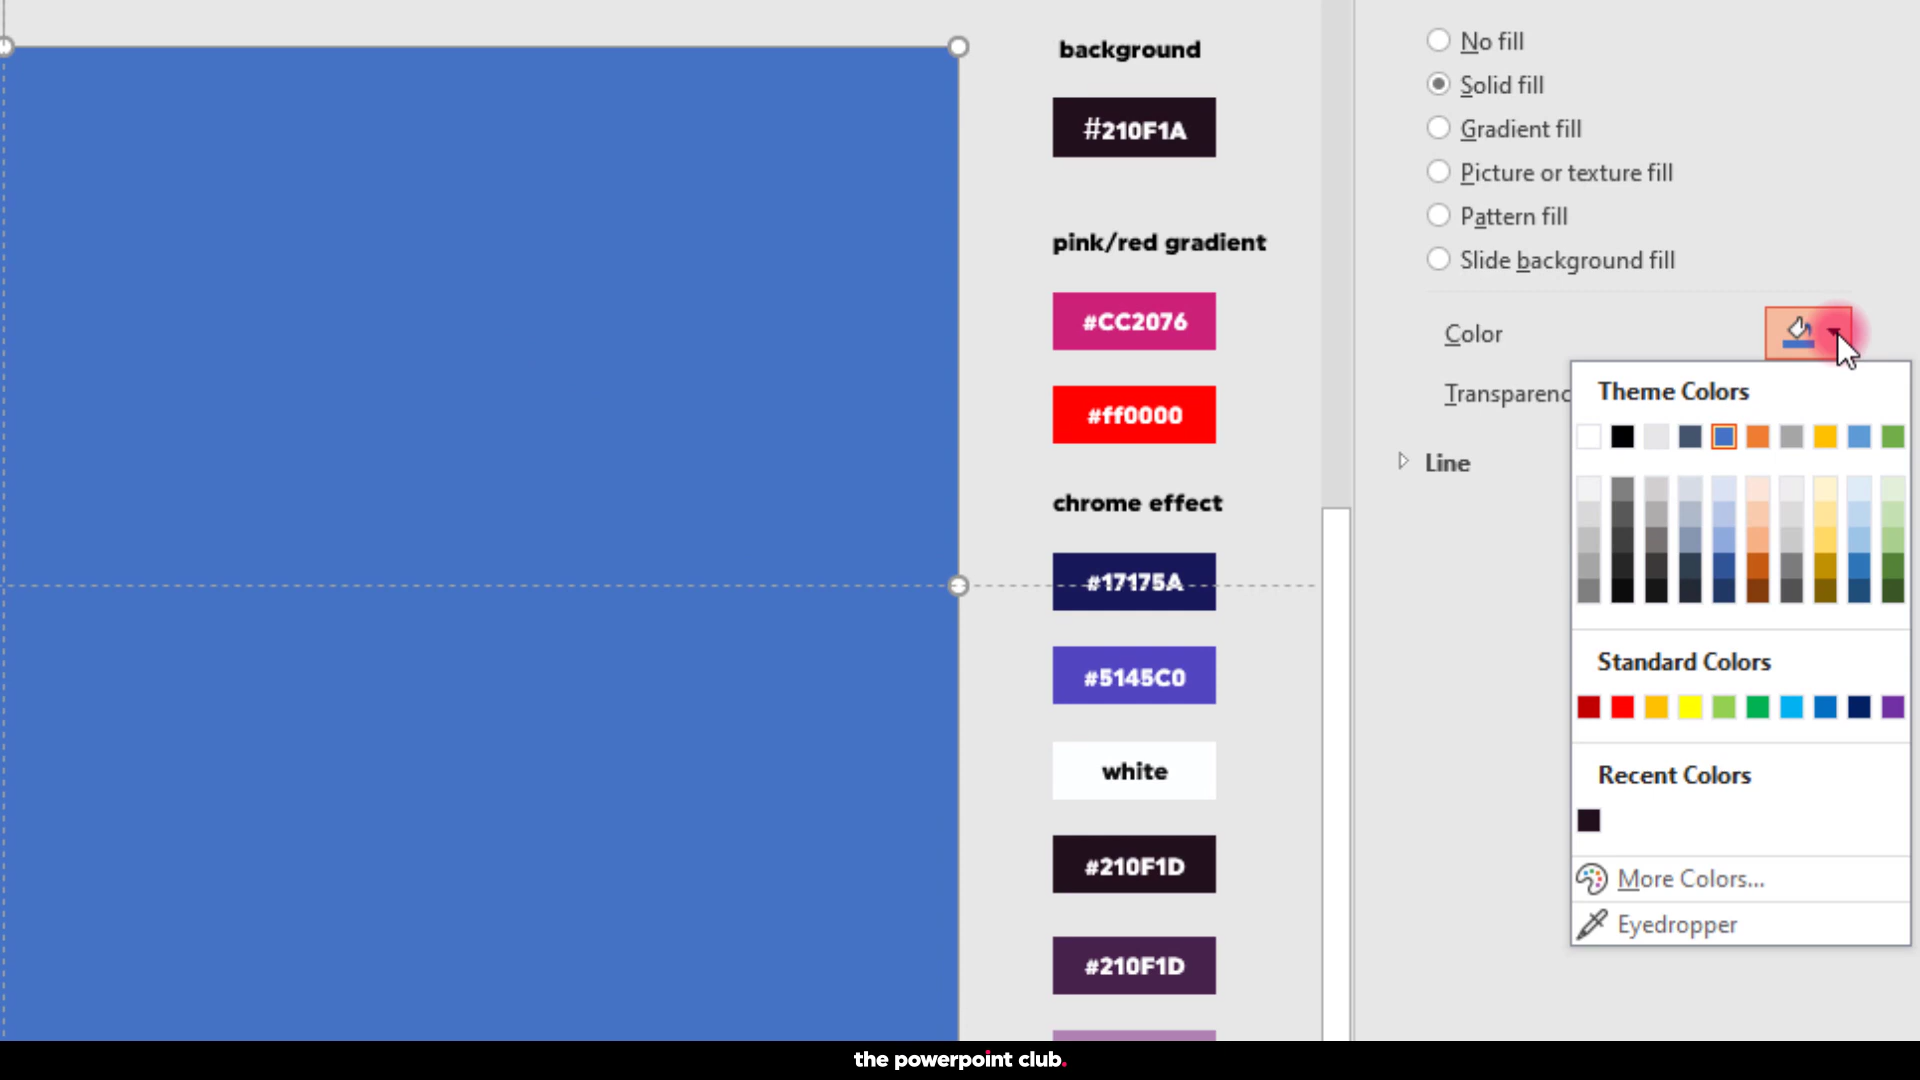 background
#210F1A
pink/red gradient
#CC2076
#ff0000
chrome effect
#17175A
#5145C0
white
#210F1D
#210F1D
No fill
Solid fill
Gradient fill
Picture or texture fill
Pattern fill
Slide background fill
Color
Transparenc
Line
Theme Colors
Standard Colors
Recent Colors
More Colors...
Eyedropper
the powerpoint club.